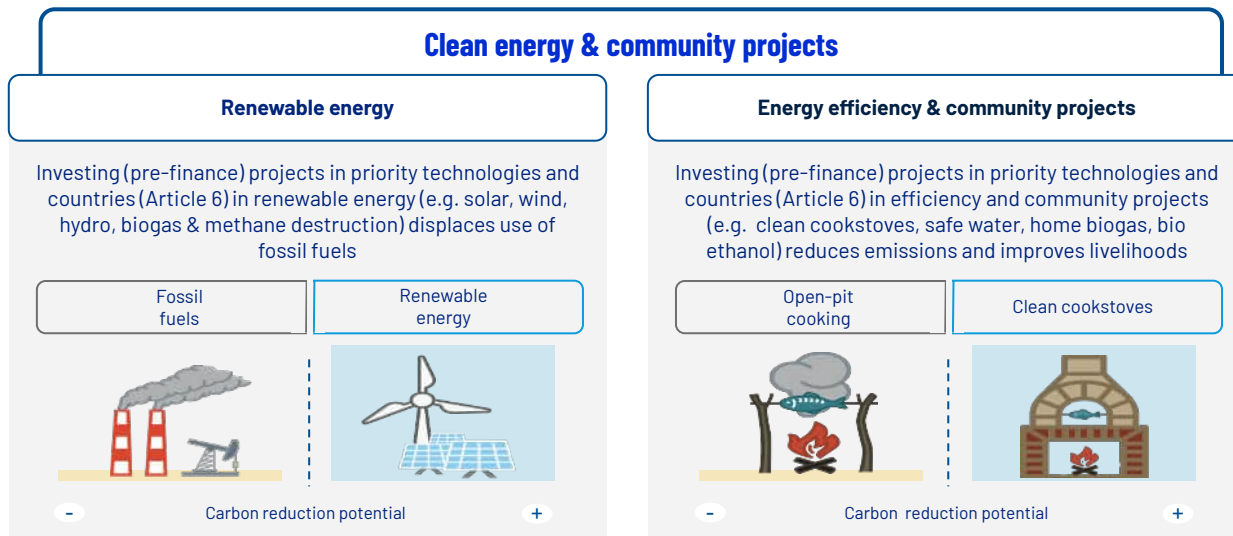 Clean energy & community projects
Renewable energy
Investing (pre-finance) projects in priority technologies and
countries (Article 6) in renewable energy (e.g. solar, wind,
hydro, biogas & methane destruction) displaces use of
fossil fuels
Fossil
fuels
Renewable
energy
- Carbon reduction potential +
Energy efficiency & community projects
Investing (pre-finance) projects in priority technologies and
countries (Article 6) in efficiency and community projects
(e.g. clean cookstoves, safe water, home biogas, bio
ethanol) reduces emissions and improves livelihoods
Open-pit
cooking
Clean cookstoves
- Carbon reduction potential +